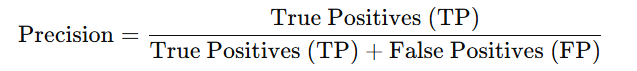 Precision = True Positives (TP) / True Positives (TP) + False Positives (FP)